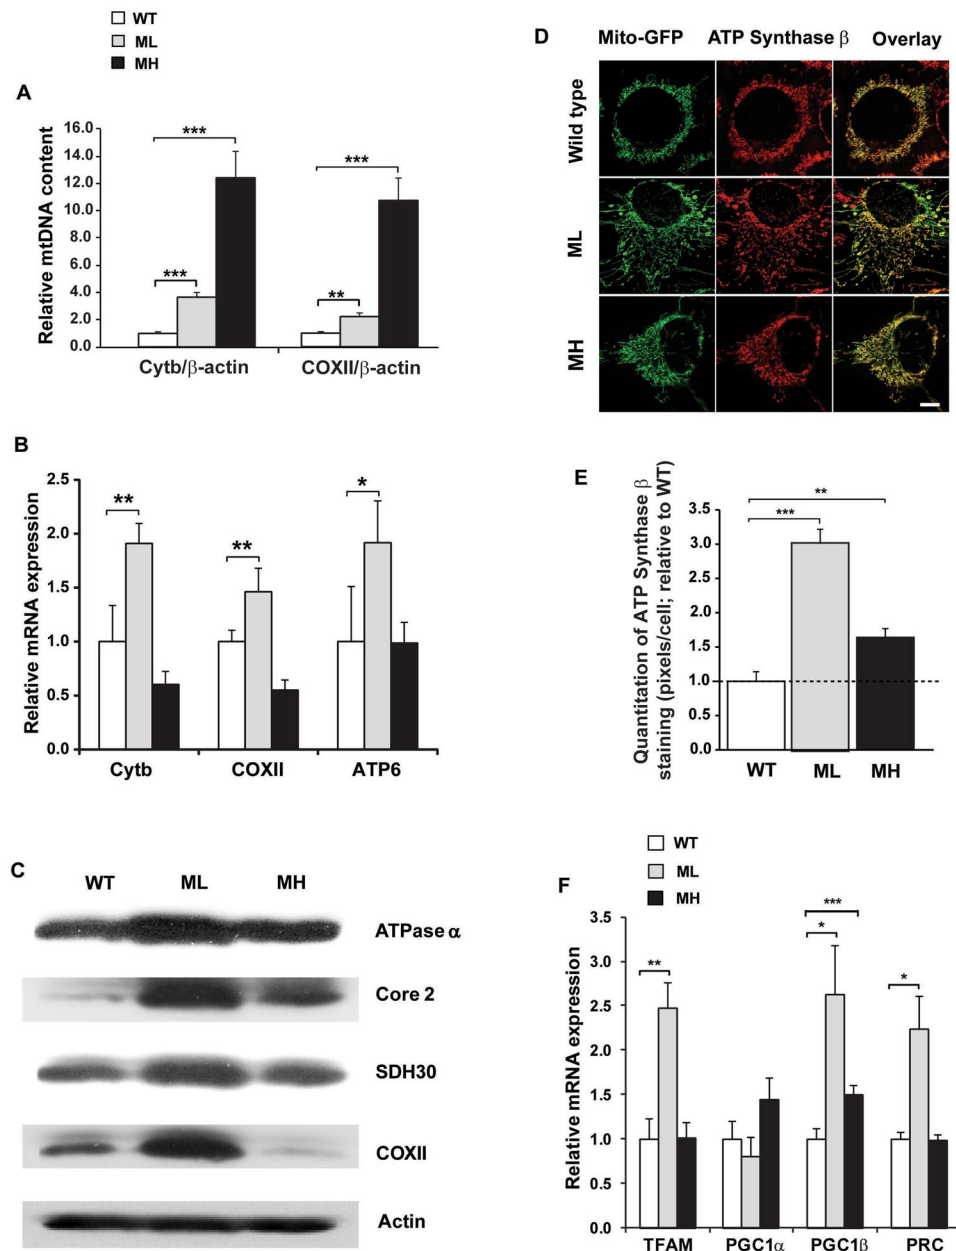 WT
ML
MH
A
Relative mtDNA content
16.0
14.0
12.0
10.0
8.0
6.0
4.0
2.0
0.0
***
***
***
**
Cytb/β-actin
COXII/β-actin
B
Relative mRNA expression
2.5
2.0
1.5
1.0
0.5
0.0
**
**
*
Cytb
COXII
ATP6
C
WT ML MH
ATPase α
Core 2
SDH30
COXII
Actin
D
Mito-GFP ATP Synthase β Overlay
Wild type
ML
MH
E
Quantitation of ATP Synthase β
staining (pixels/cell; relative to WT)
3.5
3.0
2.5
2.0
1.5
1.0
0.5
0.0
**
***
WT ML MH
WT
ML
MH
F
Relative mRNA expression
3.5
3.0
2.5
2.0
1.5
1.0
0.5
0.0
**
***
*
*
TFAM PGC1α PGC1β PRC